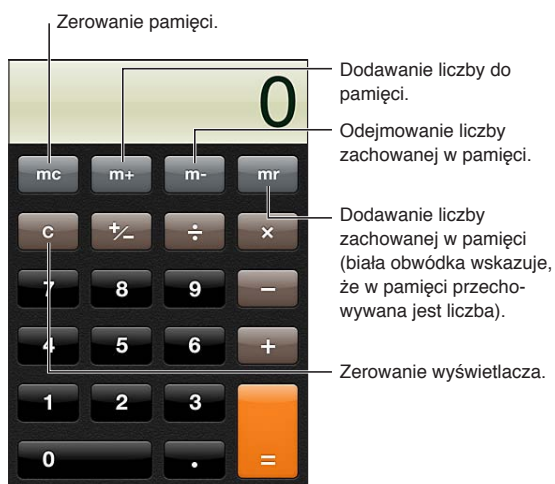 Zerowanie pamięci.
Dodawanie liczby do
pamięci.
Odejmowanie liczby
zachowanej w pamięci.
Dodawanie liczby
zachowanej w pamięci
(biała obwódka wskazuje,
że w pamięci przecho-
wywana jest liczba).
Zerowanie wyświetlacza.
0
mc m+ m- mr
c +/− ÷ ×
7 8 9 −
4 5 6 +
1 2 3
0 . =